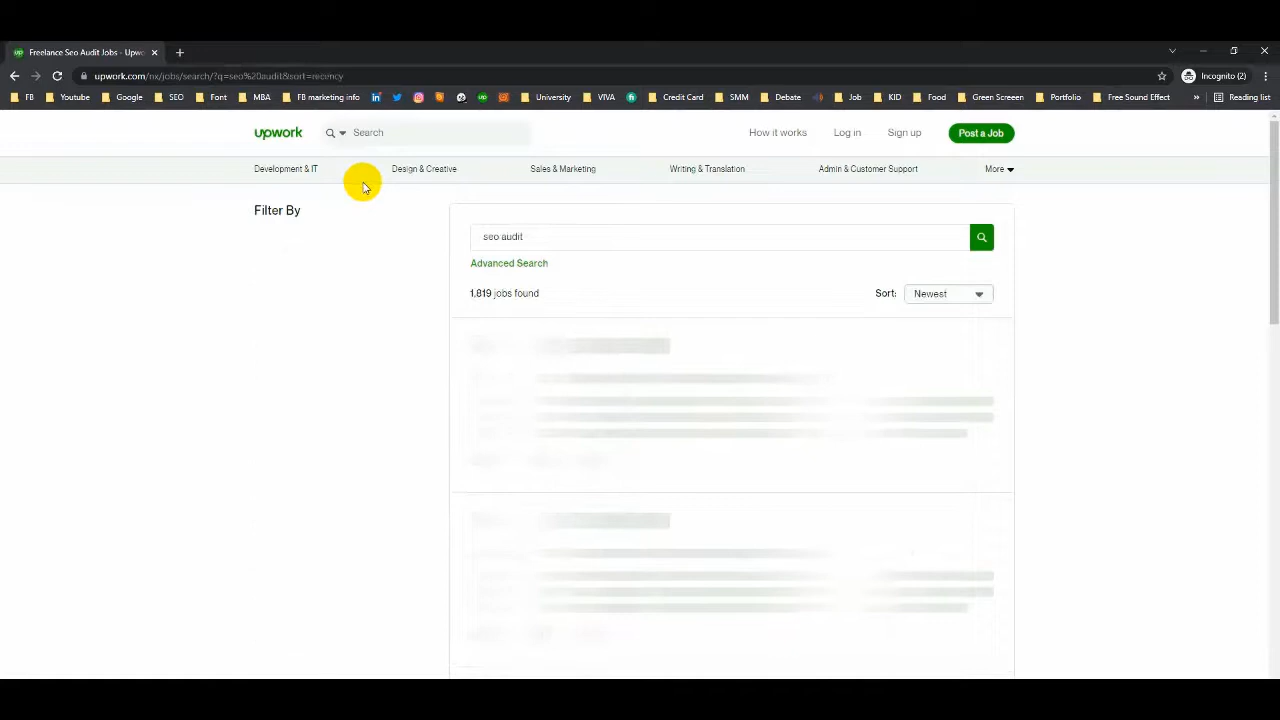 Freelance Seo Audit Jobs - Upwo
upwork.com/nx/jobs/search/?q=seo%20audit&sort=recency
Incognito (2)
FB Youtube Google SEO Font MBA FB marketing info University VIVA Credit Card SMM Debate Job KID Food Green Screeen Portfolio Free Sound Effect » Reading list
upwork Search How it works Log in Sign up Post a Job
Development & IT Design & Creative Sales & Marketing Writing & Translation Admin & Customer Support More
Filter By
seo audit
Advanced Search
1,819 jobs found Sort: Newest